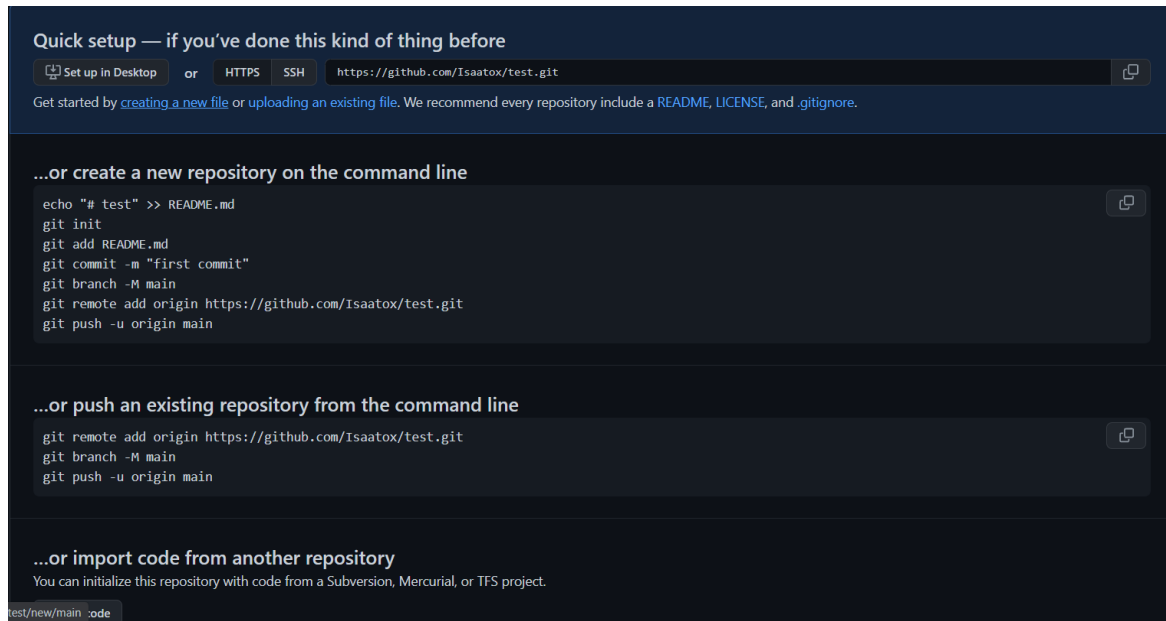 Quick setup — if you've done this kind of thing before
Set up in Desktop or HTTPS SSH https://github.com/Isaatox/test.git
Get started by creating a new file or uploading an existing file. We recommend every repository include a README, LICENSE, and .gitignore.
...or create a new repository on the command line
echo "# test" >> README.md
git init
git add README.md
git commit -m "first commit"
git branch -M main
git remote add origin https://github.com/Isaatox/test.git
git push -u origin main
...or push an existing repository from the command line
git remote add origin https://github.com/Isaatox/test.git
git branch -M main
git push -u origin main
...or import code from another repository
You can initialize this repository with code from a Subversion, Mercurial, or TFS project.
test/new/main code